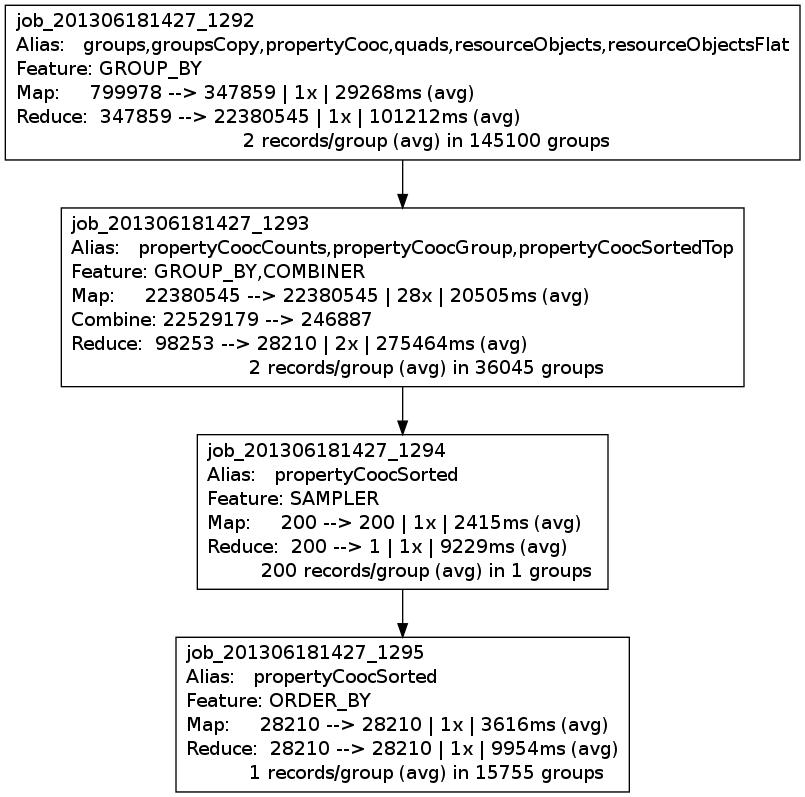 job_201306181427_1292
Alias: groups,groupsCopy,propertyCooc,quads,resourceObjects,resourceObjectsFlat
Feature: GROUP_BY
Map: 799978 --> 347859 | 1x | 29268ms (avg)
Reduce: 347859 --> 22380545 | 1x | 101212ms (avg)
2 records/group (avg) in 145100 groups
job_201306181427_1293
Alias: propertyCoocCounts,propertyCoocGroup,propertyCoocSortedTop
Feature: GROUP_BY,COMBINER
Map: 22380545 --> 22380545 | 28x | 20505ms (avg)
Combine: 22529179 --> 246887
Reduce: 98253 --> 28210 | 2x | 275464ms (avg)
2 records/group (avg) in 36045 groups
job_201306181427_1294
Alias: propertyCoocSorted
Feature: SAMPLER
Map: 200 --> 200 | 1x | 2415ms (avg)
Reduce: 200 --> 1 | 1x | 9229ms (avg)
200 records/group (avg) in 1 groups
job_201306181427_1295
Alias: propertyCoocSorted
Feature: ORDER_BY
Map: 28210 --> 28210 | 1x | 3616ms (avg)
Reduce: 28210 --> 28210 | 1x | 9954ms (avg)
1 records/group (avg) in 15755 groups